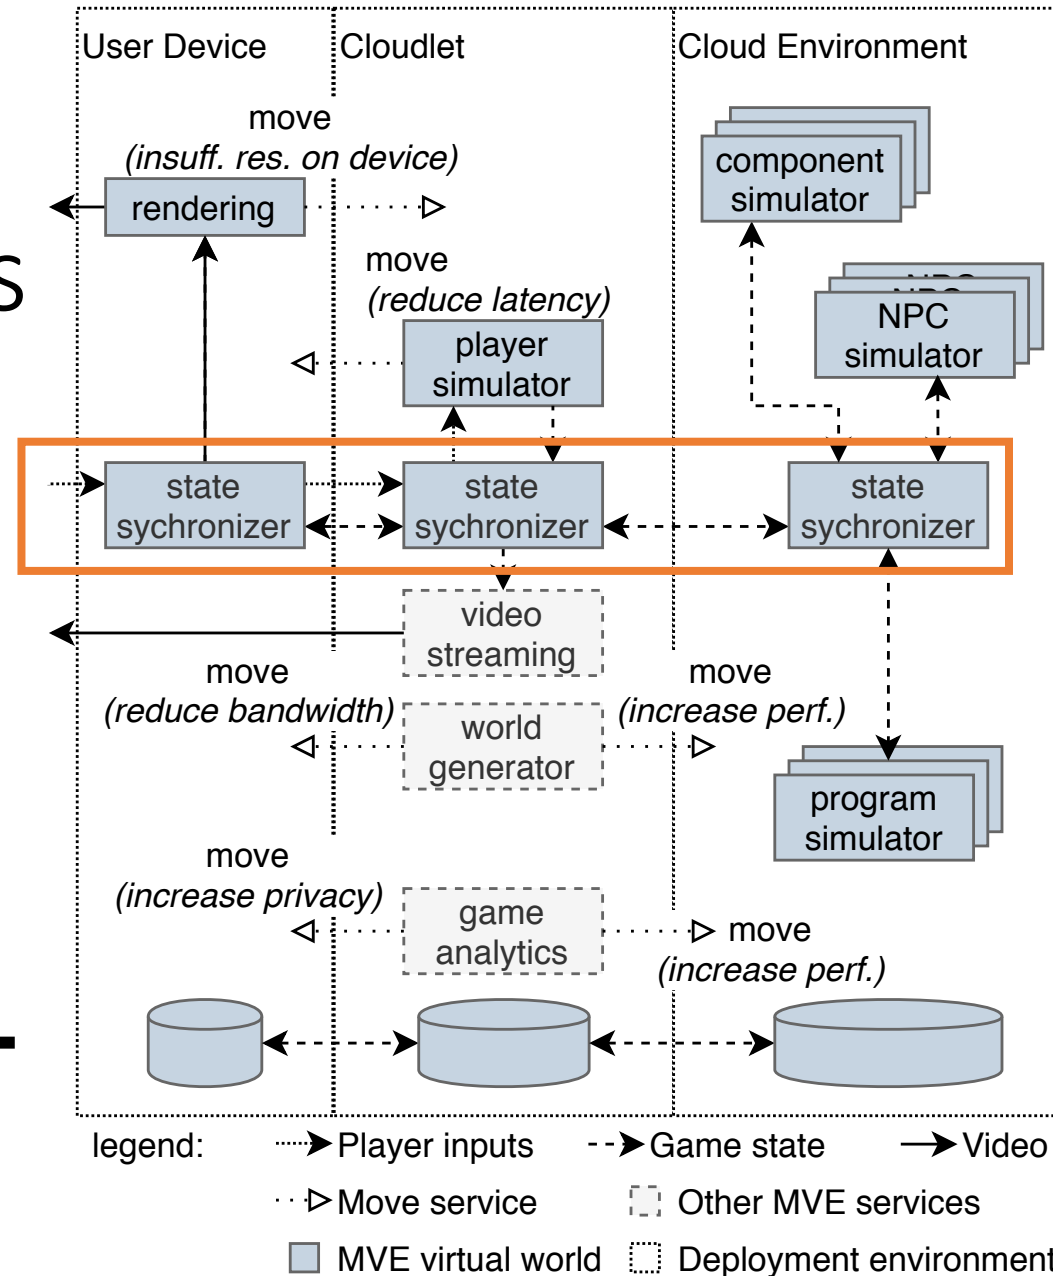 User Device
Cloudlet
Cloud Environment
move
(insuff. res. on device)
rendering
component
simulator
s
move
(reduce latency)
player
simulator
NPC
NPC
NPC
simulator
state
sychronizer
state
sychronizer
state
sychronizer
video
streaming
move
(reduce bandwidth)
world
generator
move
(increase perf.)
program
simulator
move
(increase privacy)
game
analytics
move
(increase perf.)
legend:
Player inputs
Game state
Video
Move service
Other MVE services
MVE virtual world
Deployment environment